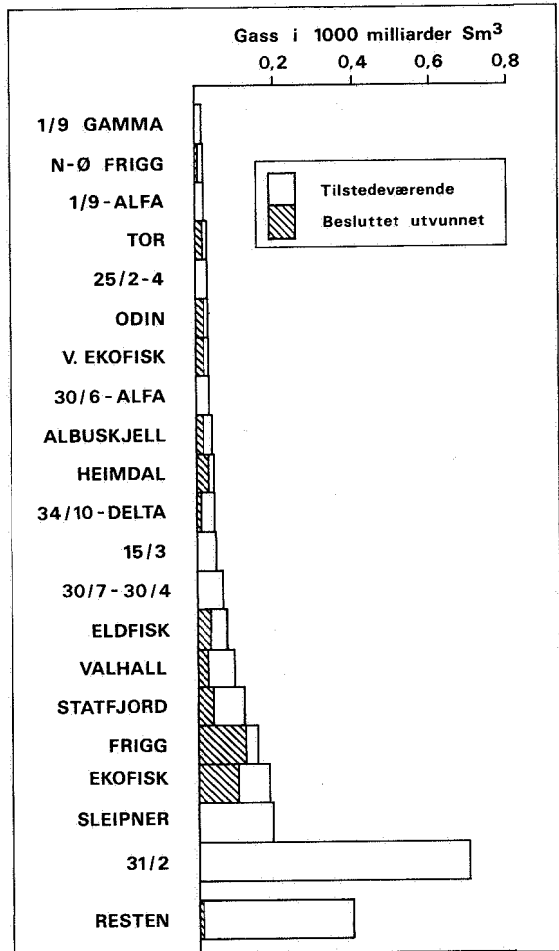 Gass i 1000 milliarder Sm³
0,2 0,4 0,6 0,8
1/9 GAMMA
N-Ø FRIGG
1/9-ALFA
TOR
25/2-4
ODIN
V. EKOFISK
30/6-ALFA
ALBUSKJELL
HEIMDAL
34/10-DELTA
15/3
30/7-30/4
ELDFISK
VALHALL
STATFJORD
FRIGG
EKOFISK
SLEIPNER
31/2
RESTEN
Tilstedeværende
Besluttet utvunnet